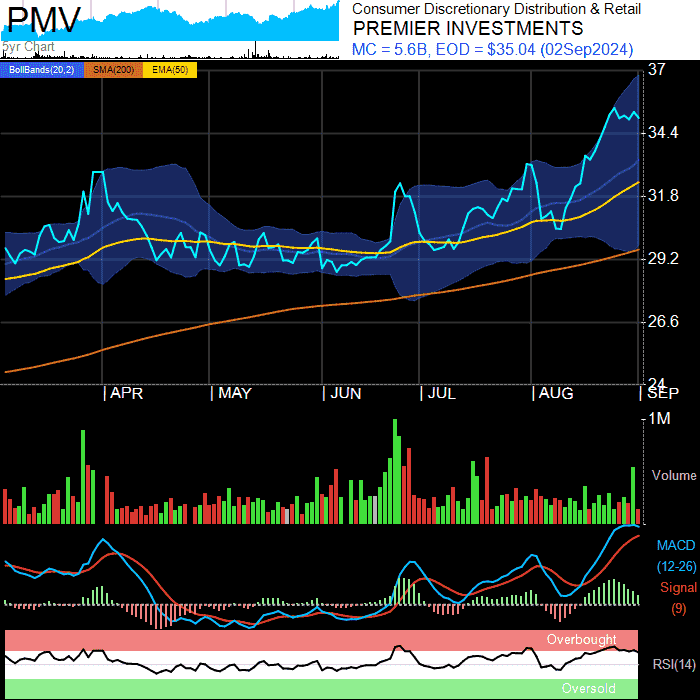 PMV
5yr Chart
Consumer Discretionary Distribution & Retail
PREMIER INVESTMENTS
MC = 5.6B, EOD = $35.04 (02Sep2024)
BollBands(20,2) SMA(200) EMA(50)
37
34.4
31.8
29.2
26.6
24
APR MAY JUN JUL AUG SEP
1M
Volume
MACD
(12-26)
Signal
(9)
Overbought
RSI(14)
Oversold